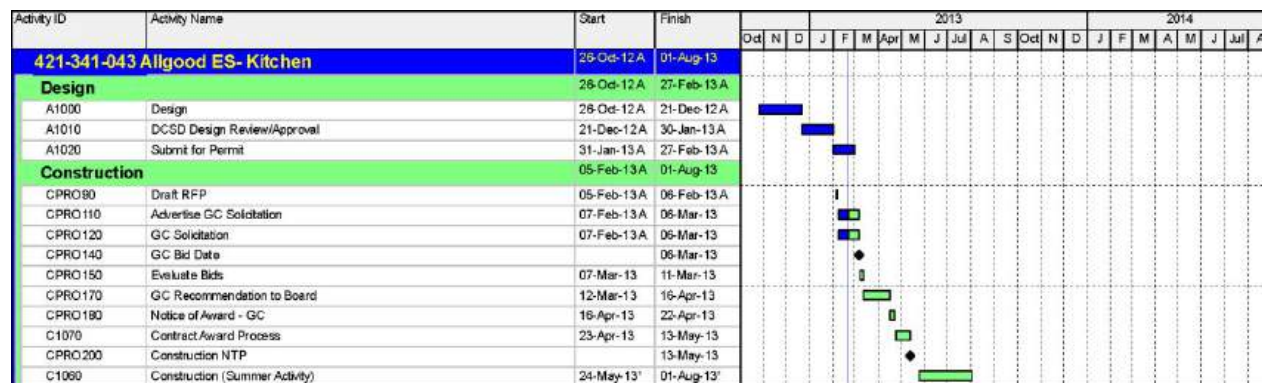 Activity ID Activity Name Start Finish 2013 2014
Oct N D J F M Apr M J Jul A S Oct N D J F M A M J Jul A
421-341-043 Allgood ES- Kitchen 26-Oct-12 A 01-Aug-13
Design 26-Oct-12 A 27-Feb-13 A
A1000 Design 26-Oct-12 A 21-Dec-12 A
A1010 DCSD Design Review/Approval 21-Dec-12 A 30-Jan-13 A
A1020 Submit for Permit 31-Jan-13 A 27-Feb-13 A
Construction 05-Feb-13 A 01-Aug-13
CPRO90 Draft RFP 05-Feb-13 A 06-Feb-13 A
CPRO110 Advertise GC Solicitation 07-Feb-13 A 06-Mar-13
CPRO120 GC Solicitation 07-Feb-13 A 06-Mar-13
CPRO140 GC Bid Date 06-Mar-13
CPRO150 Evaluate Bids 07-Mar-13 11-Mar-13
CPRO170 GC Recommendation to Board 12-Mar-13 16-Apr-13
CPRO180 Notice of Award - GC 16-Apr-13 22-Apr-13
C1070 Contract Award Process 23-Apr-13 13-May-13
CPRO200 Construction NTP 13-May-13
C1060 Construction (Summer Activity) 24-May-13* 01-Aug-13*